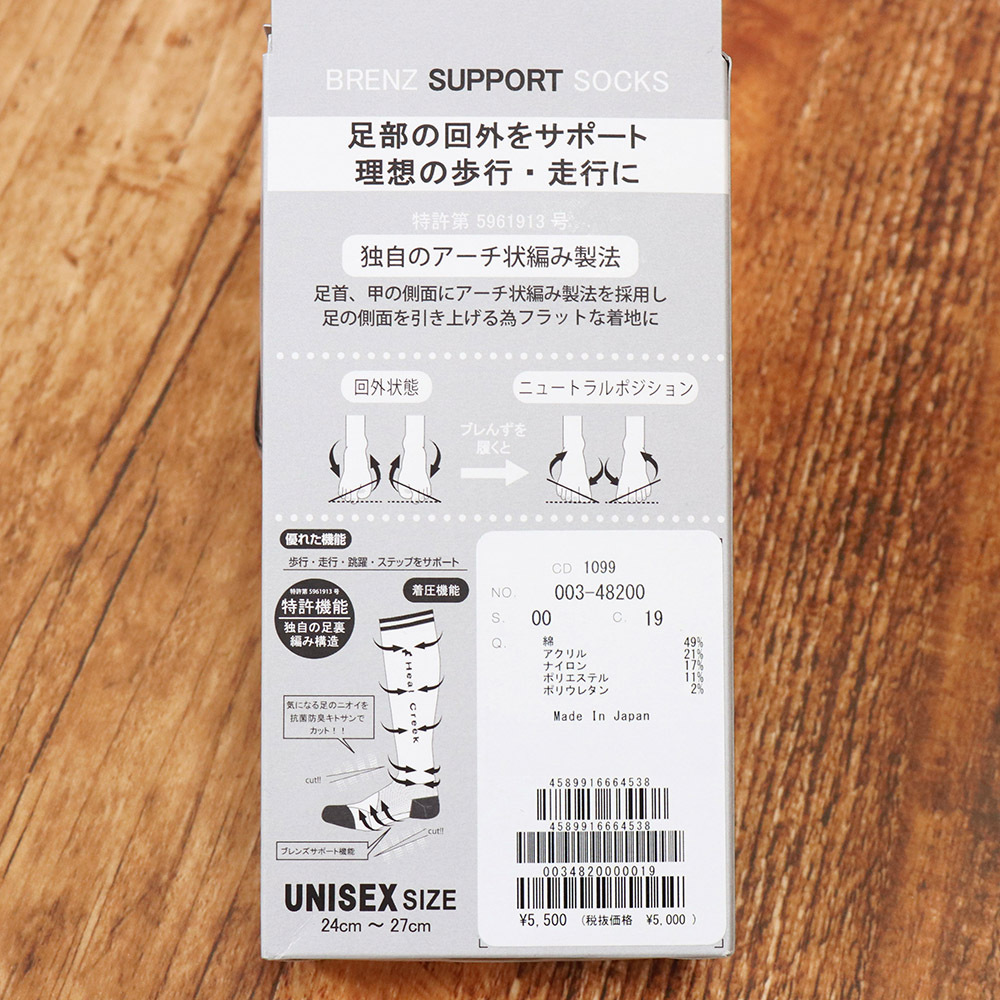 BRENZ SUPPORT SOCKS
足部の回外をサポート
理想の歩行・走行に
特許第 5961913 号
独自のアーチ状編み製法
足首、甲の側面にアーチ状編み製法を採用し
足の側面を引き上げる為フラットな着地に
回外状態
ニュートラルポジション
ブレんずを
履くと
優れた機能
歩行・走行・跳躍・ステップをサポート
特許第 5961913 号
特許機能
独自の足裏
編み構造
着圧機能
Heal Creek
気になる足のニオイを
抗菌防臭キトサンで
カット！！
cut!!
cut!!
ブレンズサポート機能
UNISEX SIZE
24cm 〜 27cm
CD 1099
NO. 003-48200
S. 00 C. 19
Q. 綿 49%
アクリル 21%
ナイロン 17%
ポリエステル 11%
ポリウレタン 2%
Made In Japan
4589916664538
4589916664538
0034820000019
¥5,500 (税抜価格 ¥5,000)